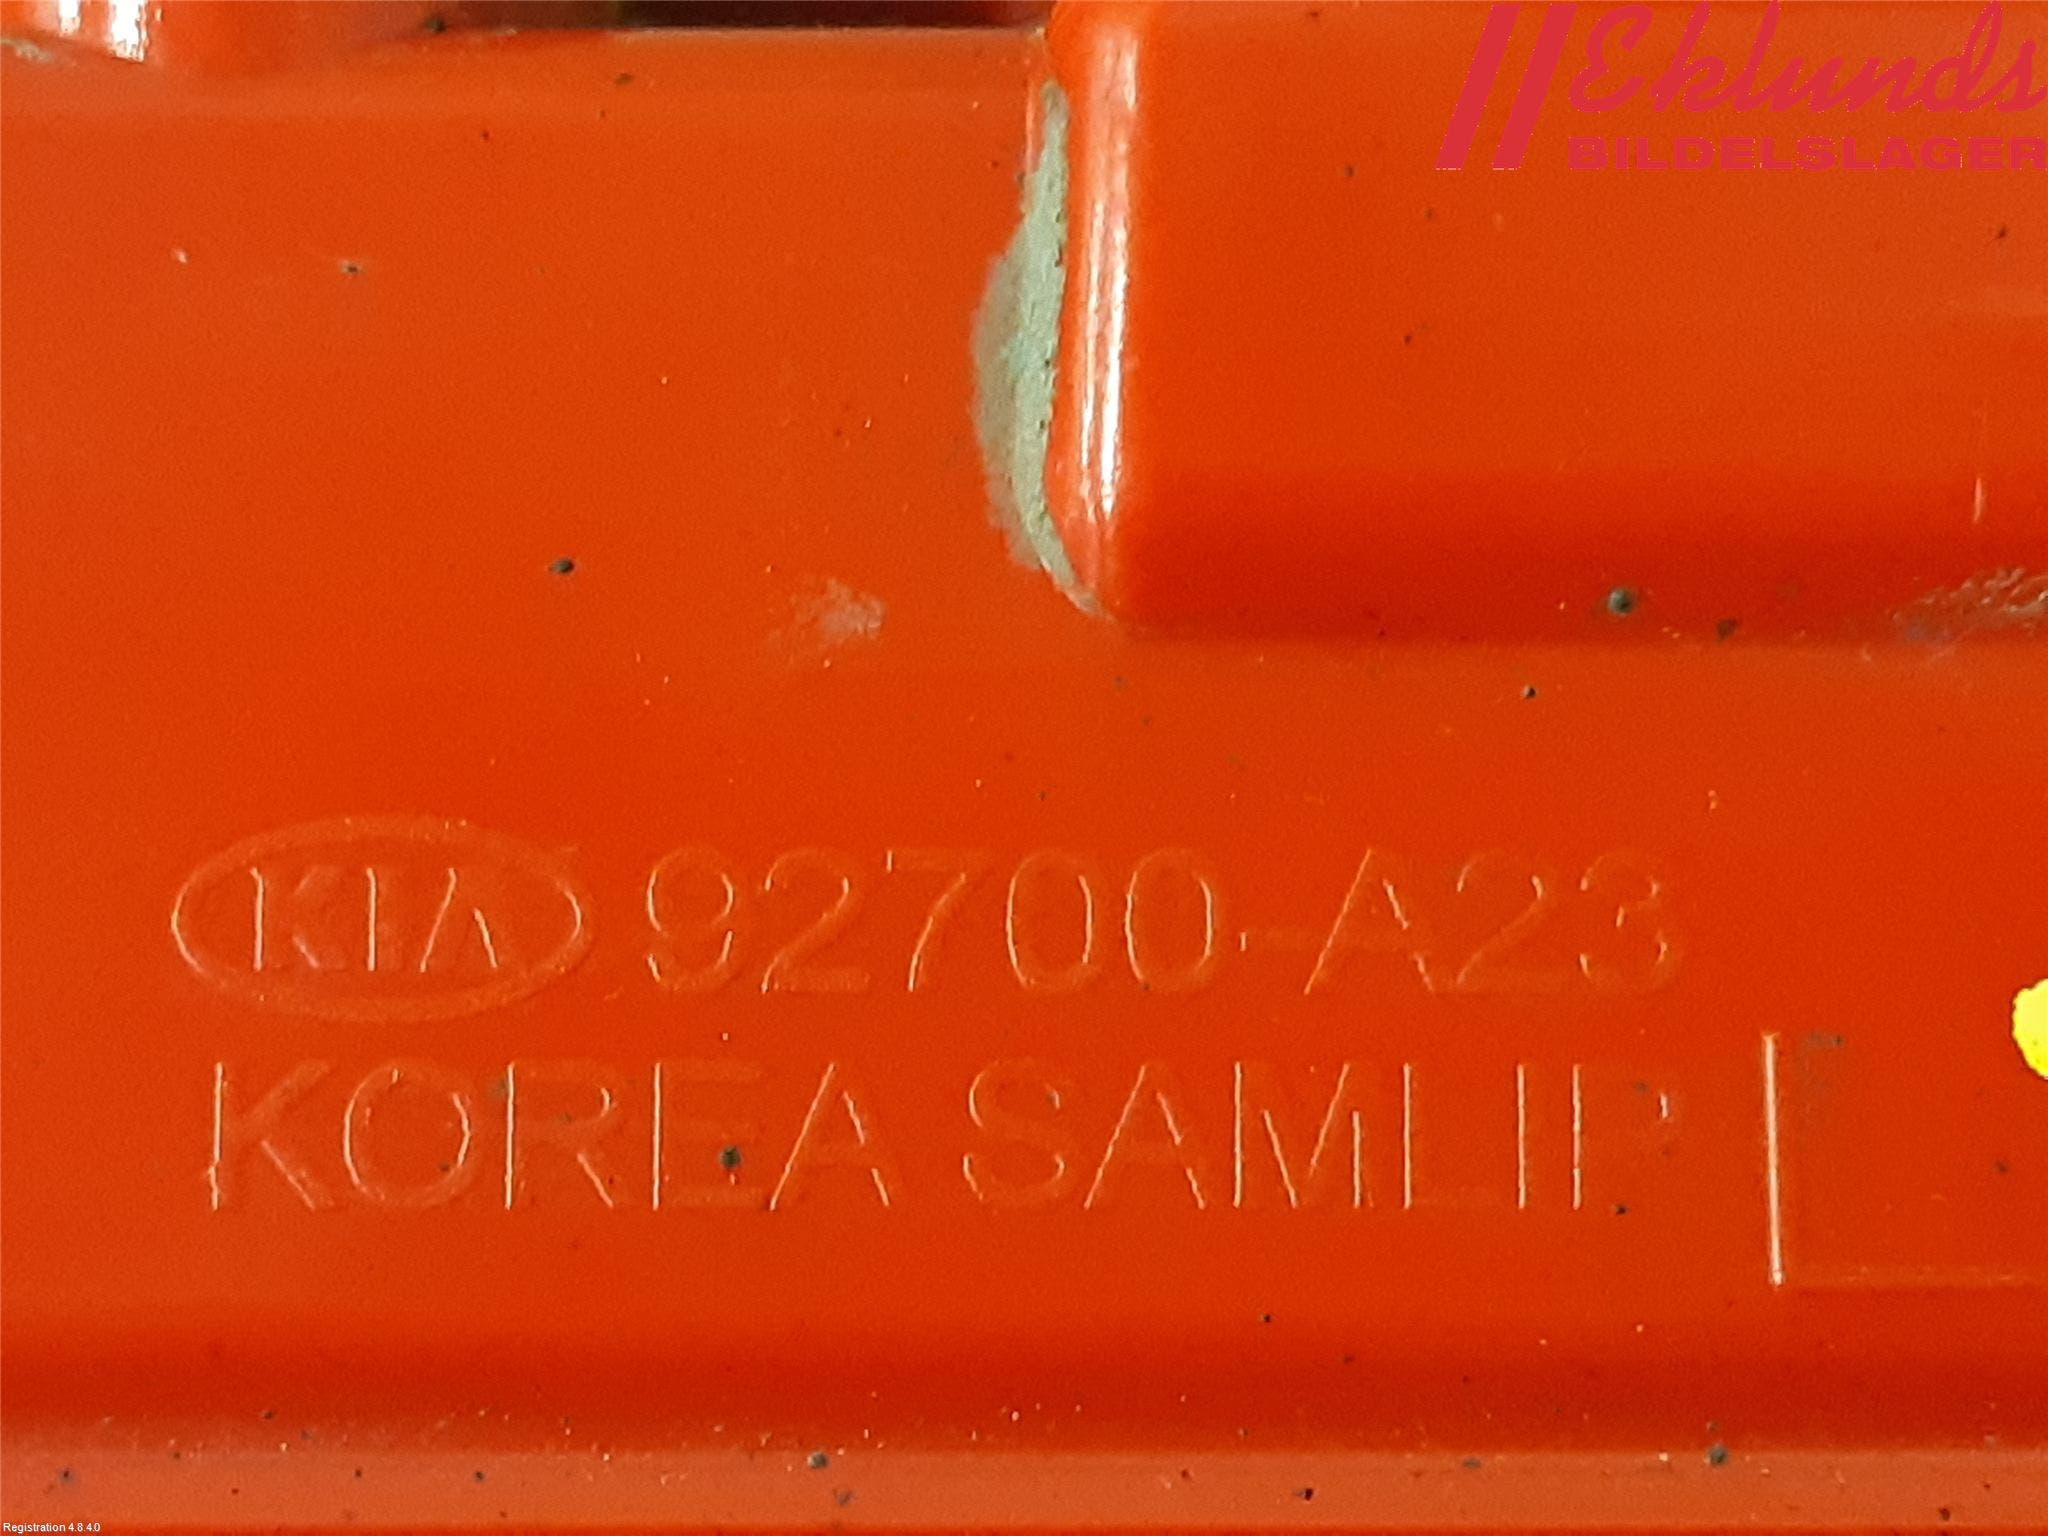 Eklunds
BILDELSLAGER
KIA 92700-A23
KOREA SAMLIP
Registration 4.8.4.0